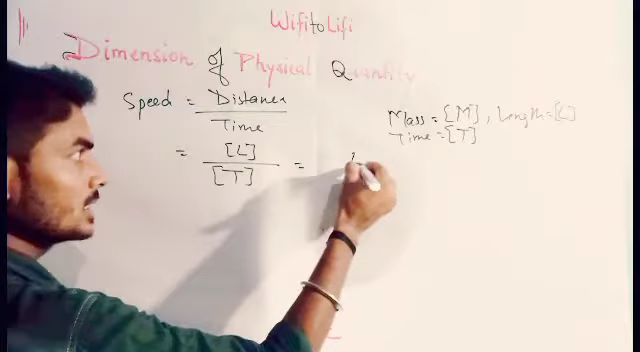 WifitoLifi
Dimension of Physical Quantity
Speed = Distance
Time
Mass = [M], Length = [L]
Time = [T]
= [L]
[T] =